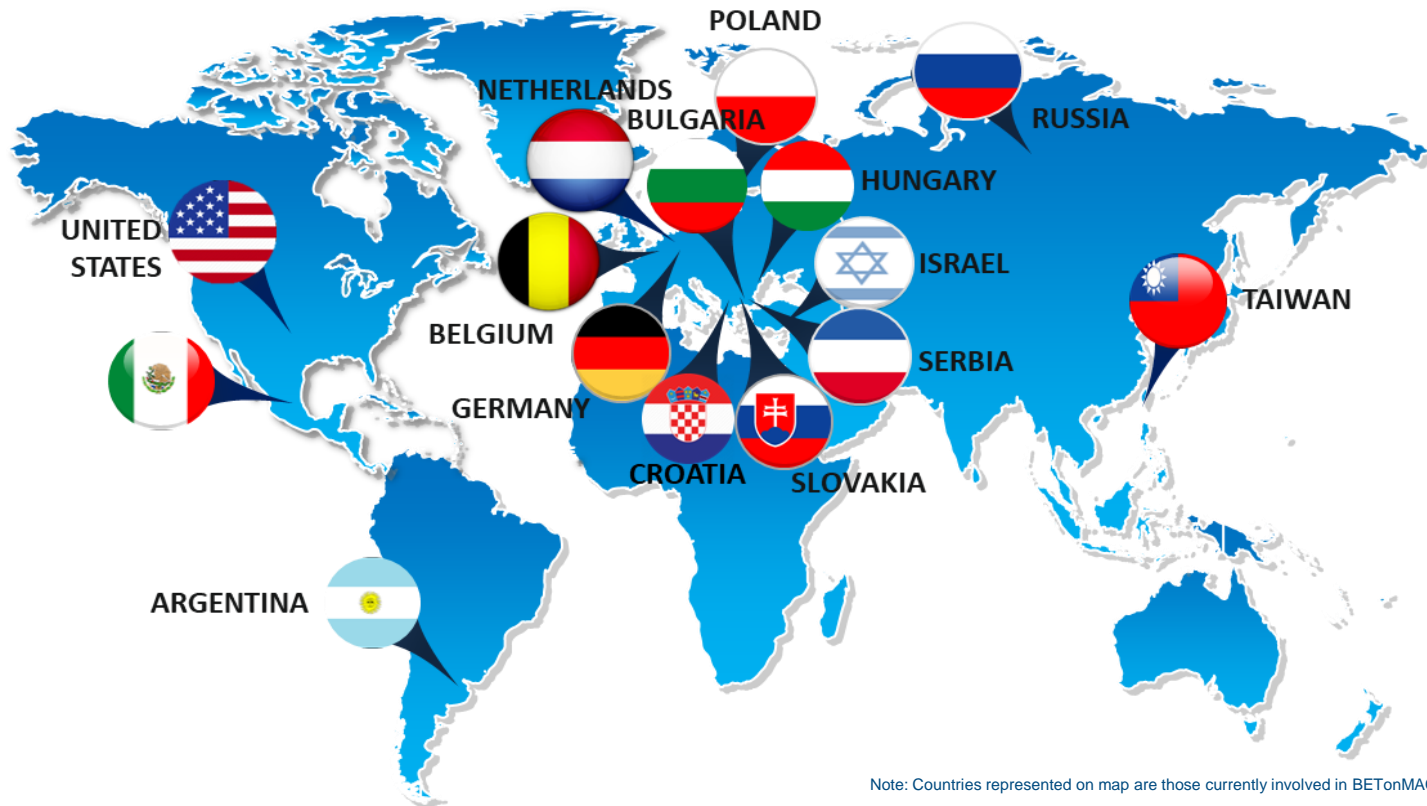 POLAND
NETHERLANDS
BULGARIA
RUSSIA
HUNGARY
UNITED
STATES
ISRAEL
TAIWAN
BELGIUM
SERBIA
GERMANY
CROATIA
SLOVAKIA
ARGENTINA
Note: Countries represented on map are those currently involved in